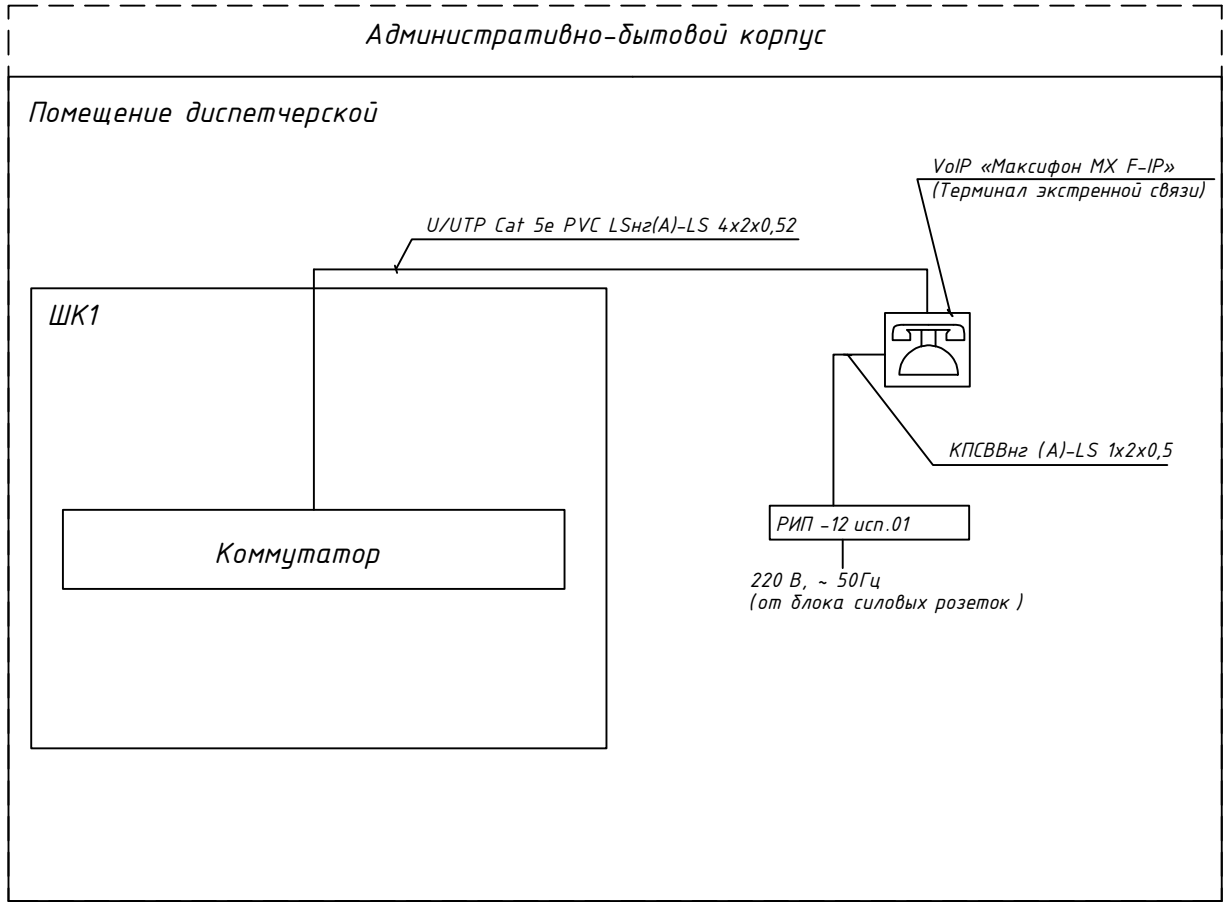 Административно-бытовой корпус
Помещение диспетчерской
VoIP «Максифон MX F-IP»
(Терминал экстренной связи)
U/UTP Cat 5e PVC LSнг(A)-LS 4x2x0,52
ШК1
КПСВВнг (А)-LS 1x2x0,5
РИП -12 исп.01
Коммутатор
220 В, ~ 50Гц
(от блока силовых розеток )